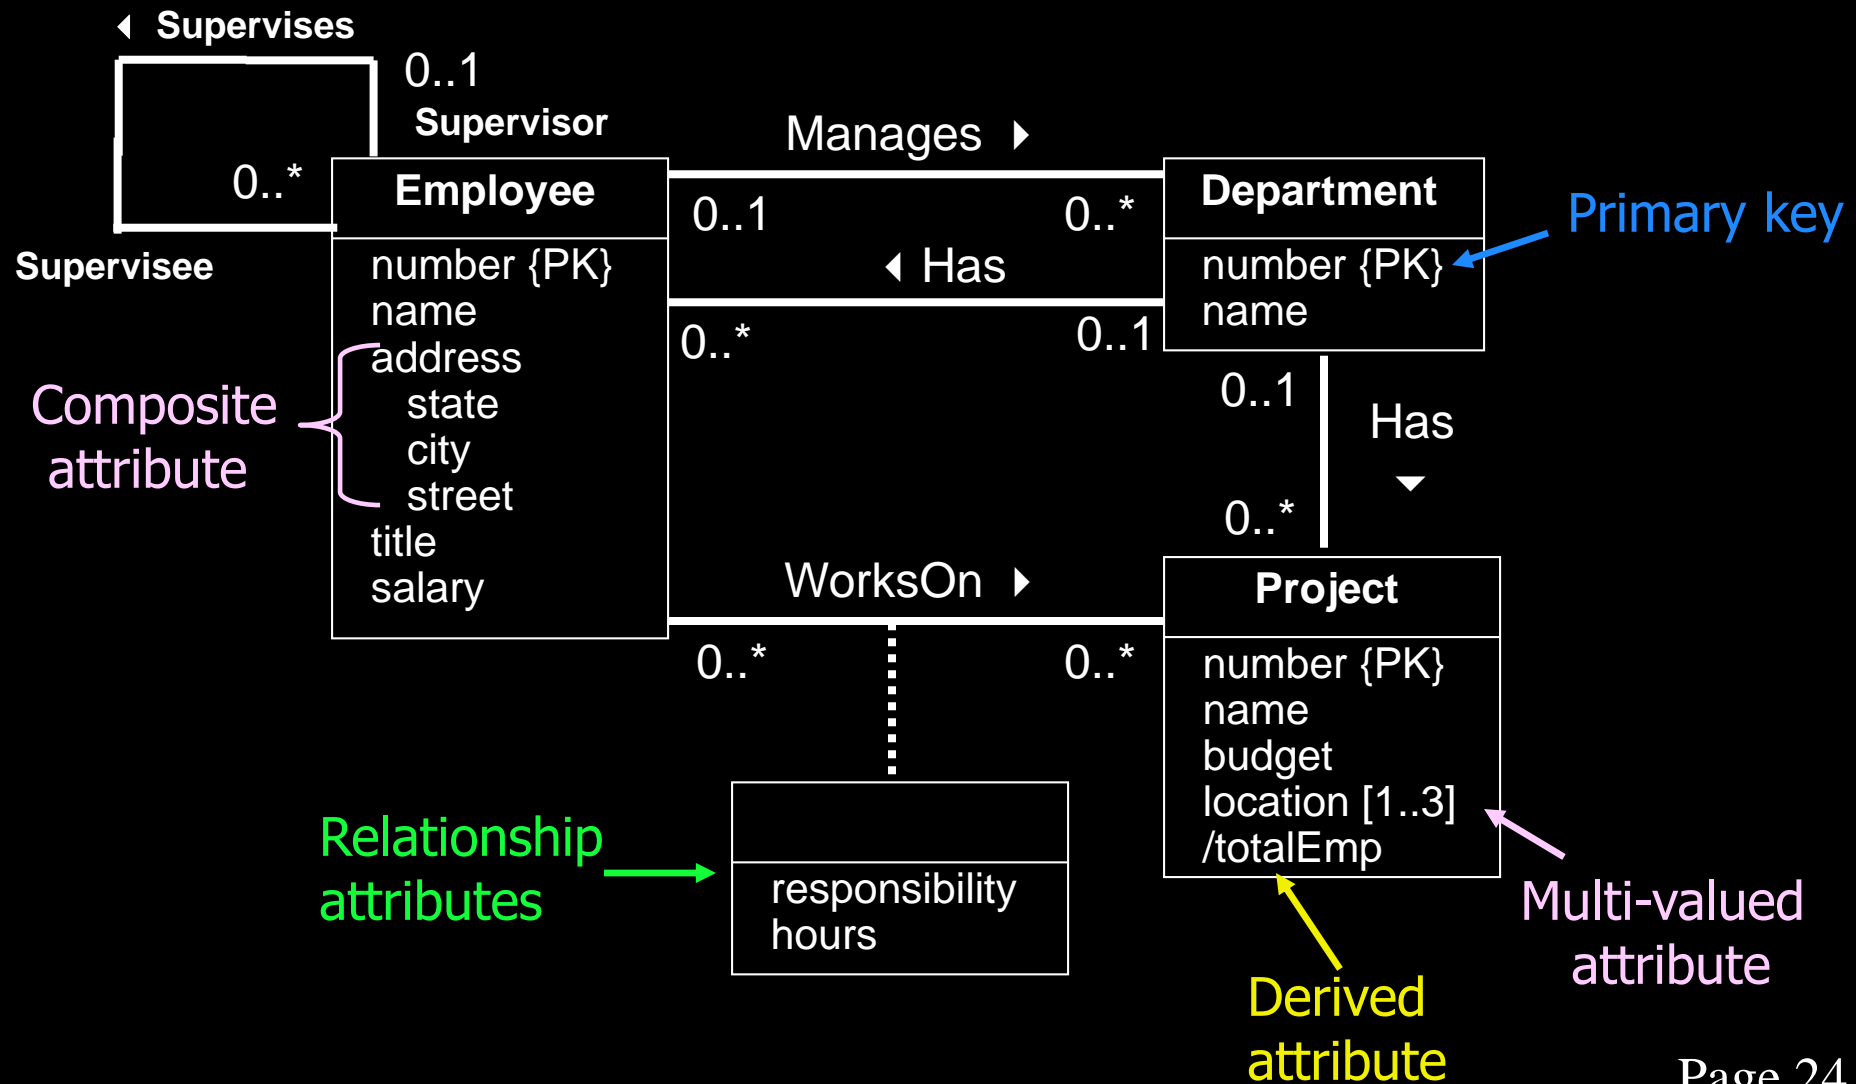 Supervises
0..1
Supervisor
0..*
Supervisee
Employee
number {PK}
name
address
state
city
street
title
salary
Composite
attribute
Manages
0..1
0..*
Has
0..*
0..1
Department
number {PK}
name
Primary key
0..1
Has
0..*
WorksOn
0..*
0..*
Project
number {PK}
name
budget
location [1..3]
/totalEmp
Relationship
attributes
responsibility
hours
Multi-valued
attribute
Derived
attribute
Page 24